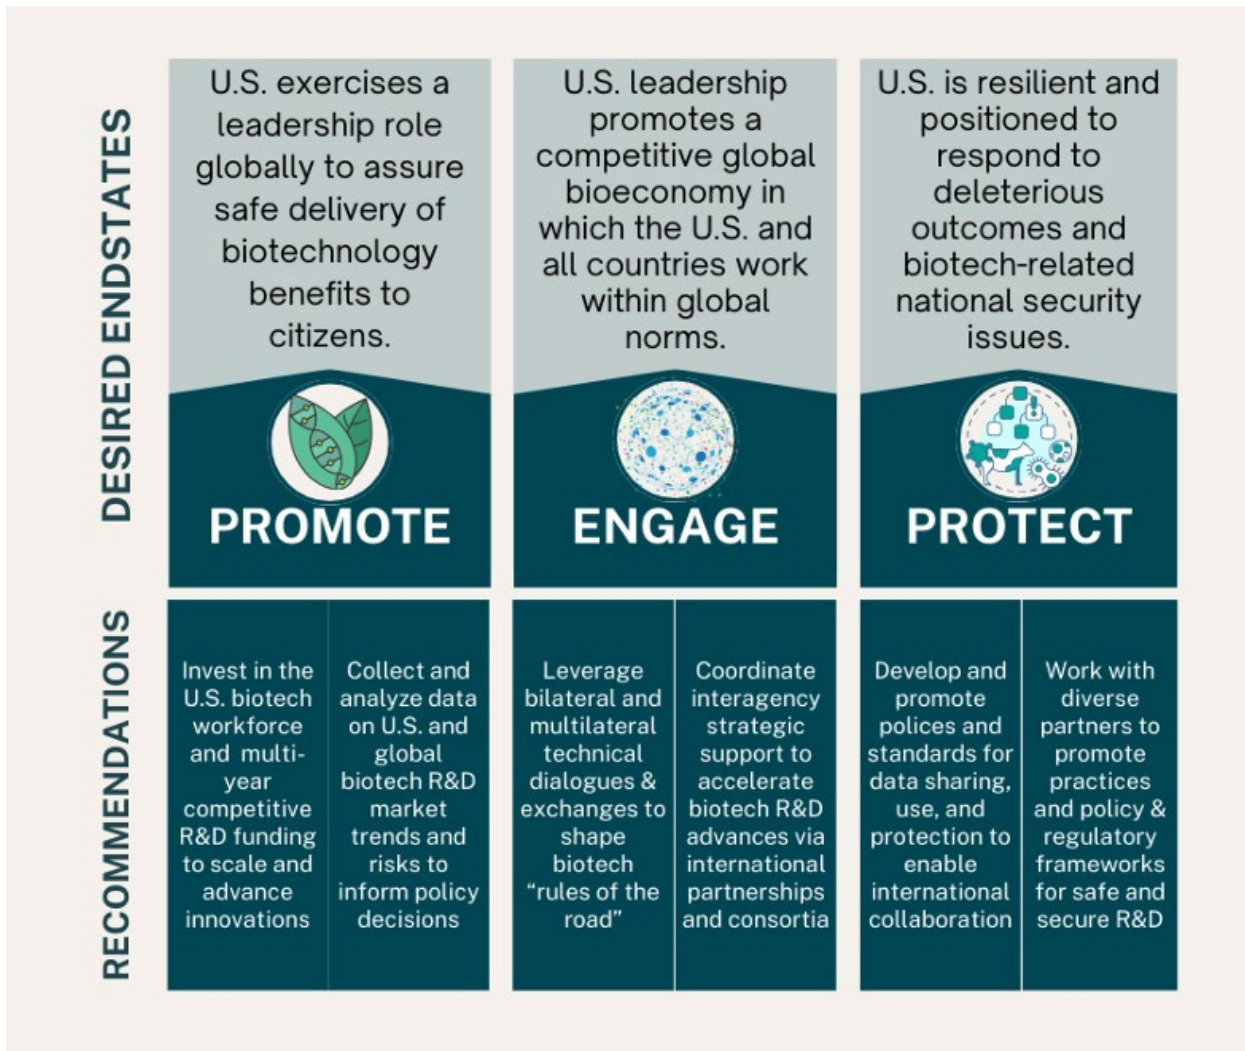 DESIRED ENDSTATES
U.S. exercises a
leadership role
globally to assure
safe delivery of
biotechnology
benefits to
citizens.
PROMOTE
U.S. leadership
promotes a
competitive global
bioeconomy in
which the U.S. and
all countries work
within global
norms.
ENGAGE
U.S. is resilient and
positioned to
respond to
deleterious
outcomes and
biotech-related
national security
issues.
PROTECT
RECOMMENDATIONS
Invest in the
U.S. biotech
workforce
and multi-
year
competitive
R&D funding
to scale and
advance
innovations
Collect and
analyze data
on U.S. and
global
biotech R&D
market
trends and
risks to
inform policy
decisions
Leverage
bilateral and
multilateral
technical
dialogues &
exchanges to
shape
biotech
“rules of the
road”
Coordinate
interagency
strategic
support to
accelerate
biotech R&D
advances via
international
partnerships
and consortia
Develop and
promote
polices and
standards for
data sharing,
use, and
protection to
enable
international
collaboration
Work with
diverse
partners to
promote
practices
and policy &
regulatory
frameworks
for safe and
secure R&D